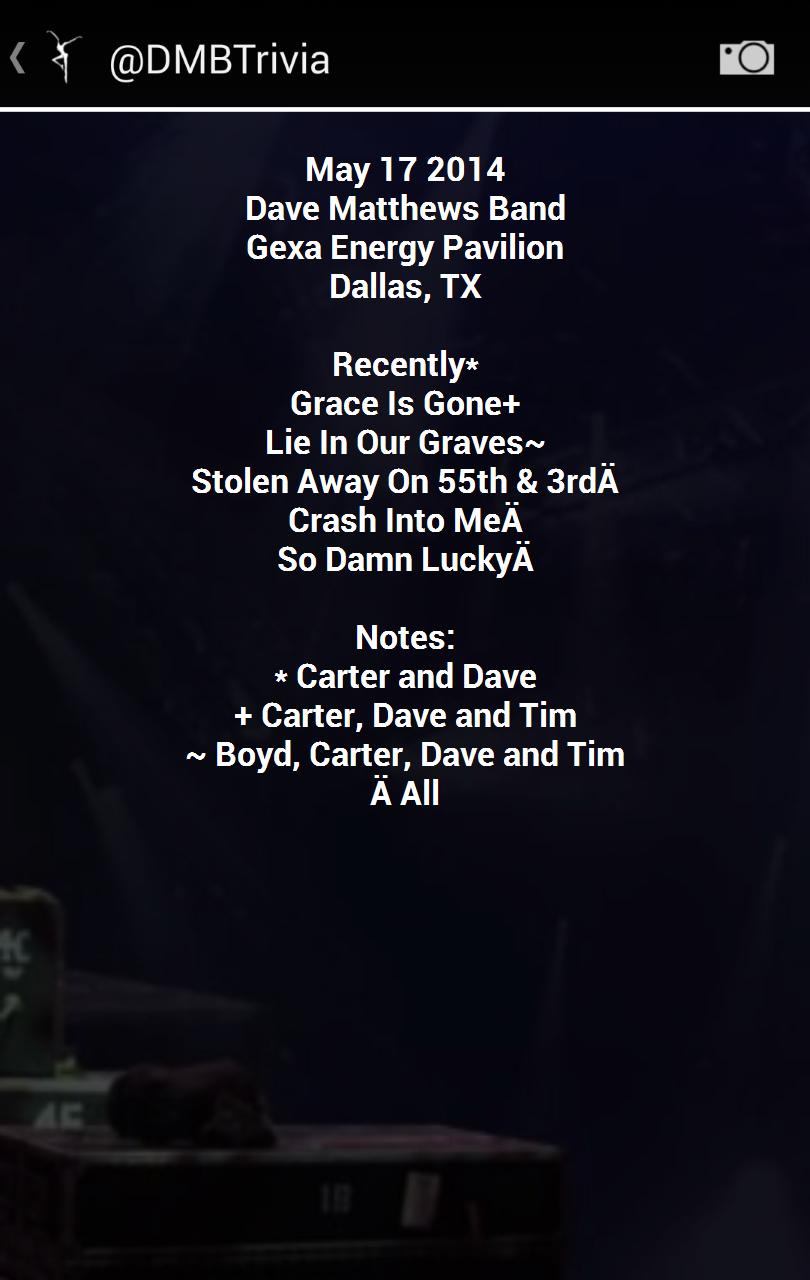 @DMBTrivia
May 17 2014
Dave Matthews Band
Gexa Energy Pavilion
Dallas, TX
Recently*
Grace Is Gone+
Lie In Our Graves~
Stolen Away On 55th & 3rdÄ
Crash Into MeÄ
So Damn LuckyÄ
Notes:
* Carter and Dave
+ Carter, Dave and Tim
~ Boyd, Carter, Dave and Tim
Ä All